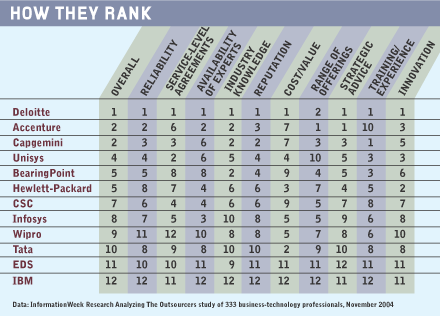 HOW THEY RANK
OVERALL
RELIABILITY
SERVICE-LEVEL
AGREEMENTS
AVAILABILITY
OF EXPERTS
INDUSTRY
KNOWLEDGE
REPUTATION
COST/VALUE
RANGE OF
OFFERINGS
STRATEGIC
ADVICE
TRAINING/
EXPERIENCE
INNOVATION
Deloitte 1 1 1 1 1 1 1 2 1 1 1
Accenture 2 2 6 2 2 3 7 1 1 10 3
Capgemini 2 3 3 6 2 2 7 3 3 1 5
Unisys 4 4 2 6 5 4 4 10 5 3 3
BearingPoint 5 5 8 8 2 4 9 4 5 3 6
Hewlett-Packard 5 8 7 4 6 6 3 7 4 5 2
CSC 7 6 4 4 6 6 9 5 7 8 7
Infosys 8 7 5 3 10 8 5 5 9 6 8
Wipro 9 11 12 10 8 8 5 7 8 6 10
Tata 10 8 9 8 10 10 2 9 10 8 8
EDS 11 10 10 11 9 11 11 11 12 11 11
IBM 12 12 11 12 12 12 12 12 11 12 11
Data: InformationWeek Research Analyzing The Outsourcers study of 333 business-technology professionals, November 2004